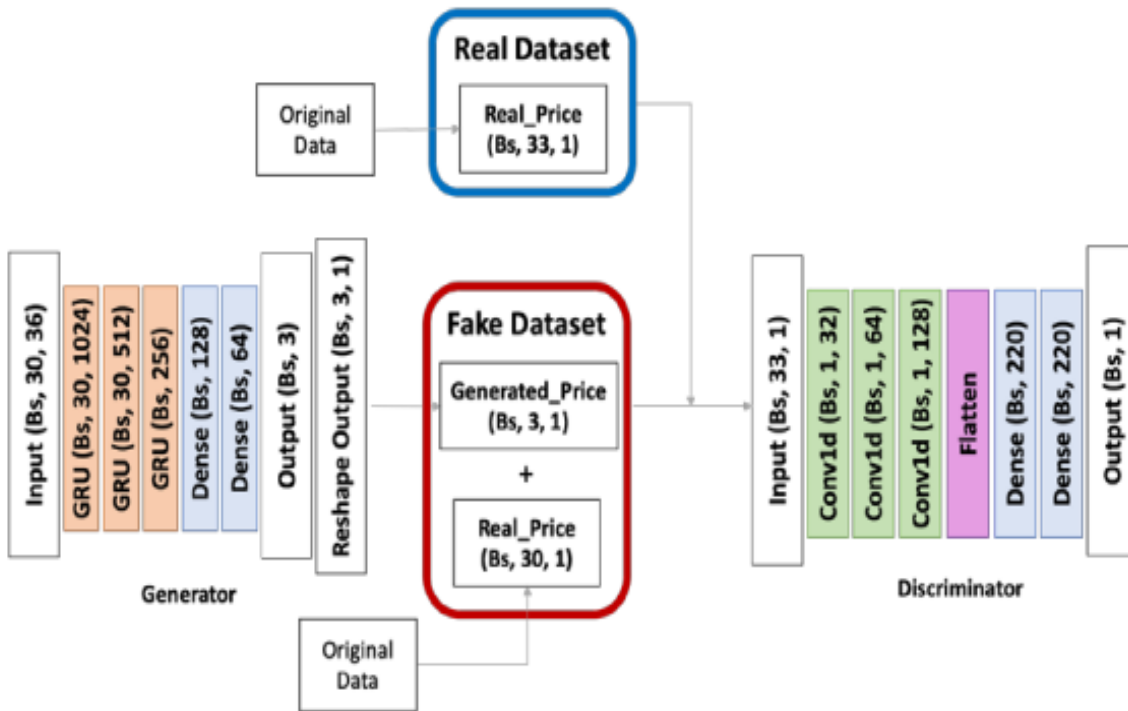 Real Dataset
Original
Data
Real_Price
(Bs, 33, 1)
Input (Bs, 30, 36)
GRU (Bs, 30, 1024)
GRU (Bs, 30, 512)
GRU (Bs, 256)
Dense (Bs, 128)
Dense (Bs, 64)
Output (Bs, 3)
Reshape Output (Bs, 3, 1)
Generator
Fake Dataset
Generated_Price
(Bs, 3, 1)
+
Real_Price
(Bs, 30, 1)
Original
Data
Input (Bs, 33, 1)
Conv1d (Bs, 1, 32)
Conv1d (Bs, 1, 64)
Conv1d (Bs, 1, 128)
Flatten
Dense (Bs, 220)
Dense (Bs, 220)
Output (Bs, 1)
Discriminator